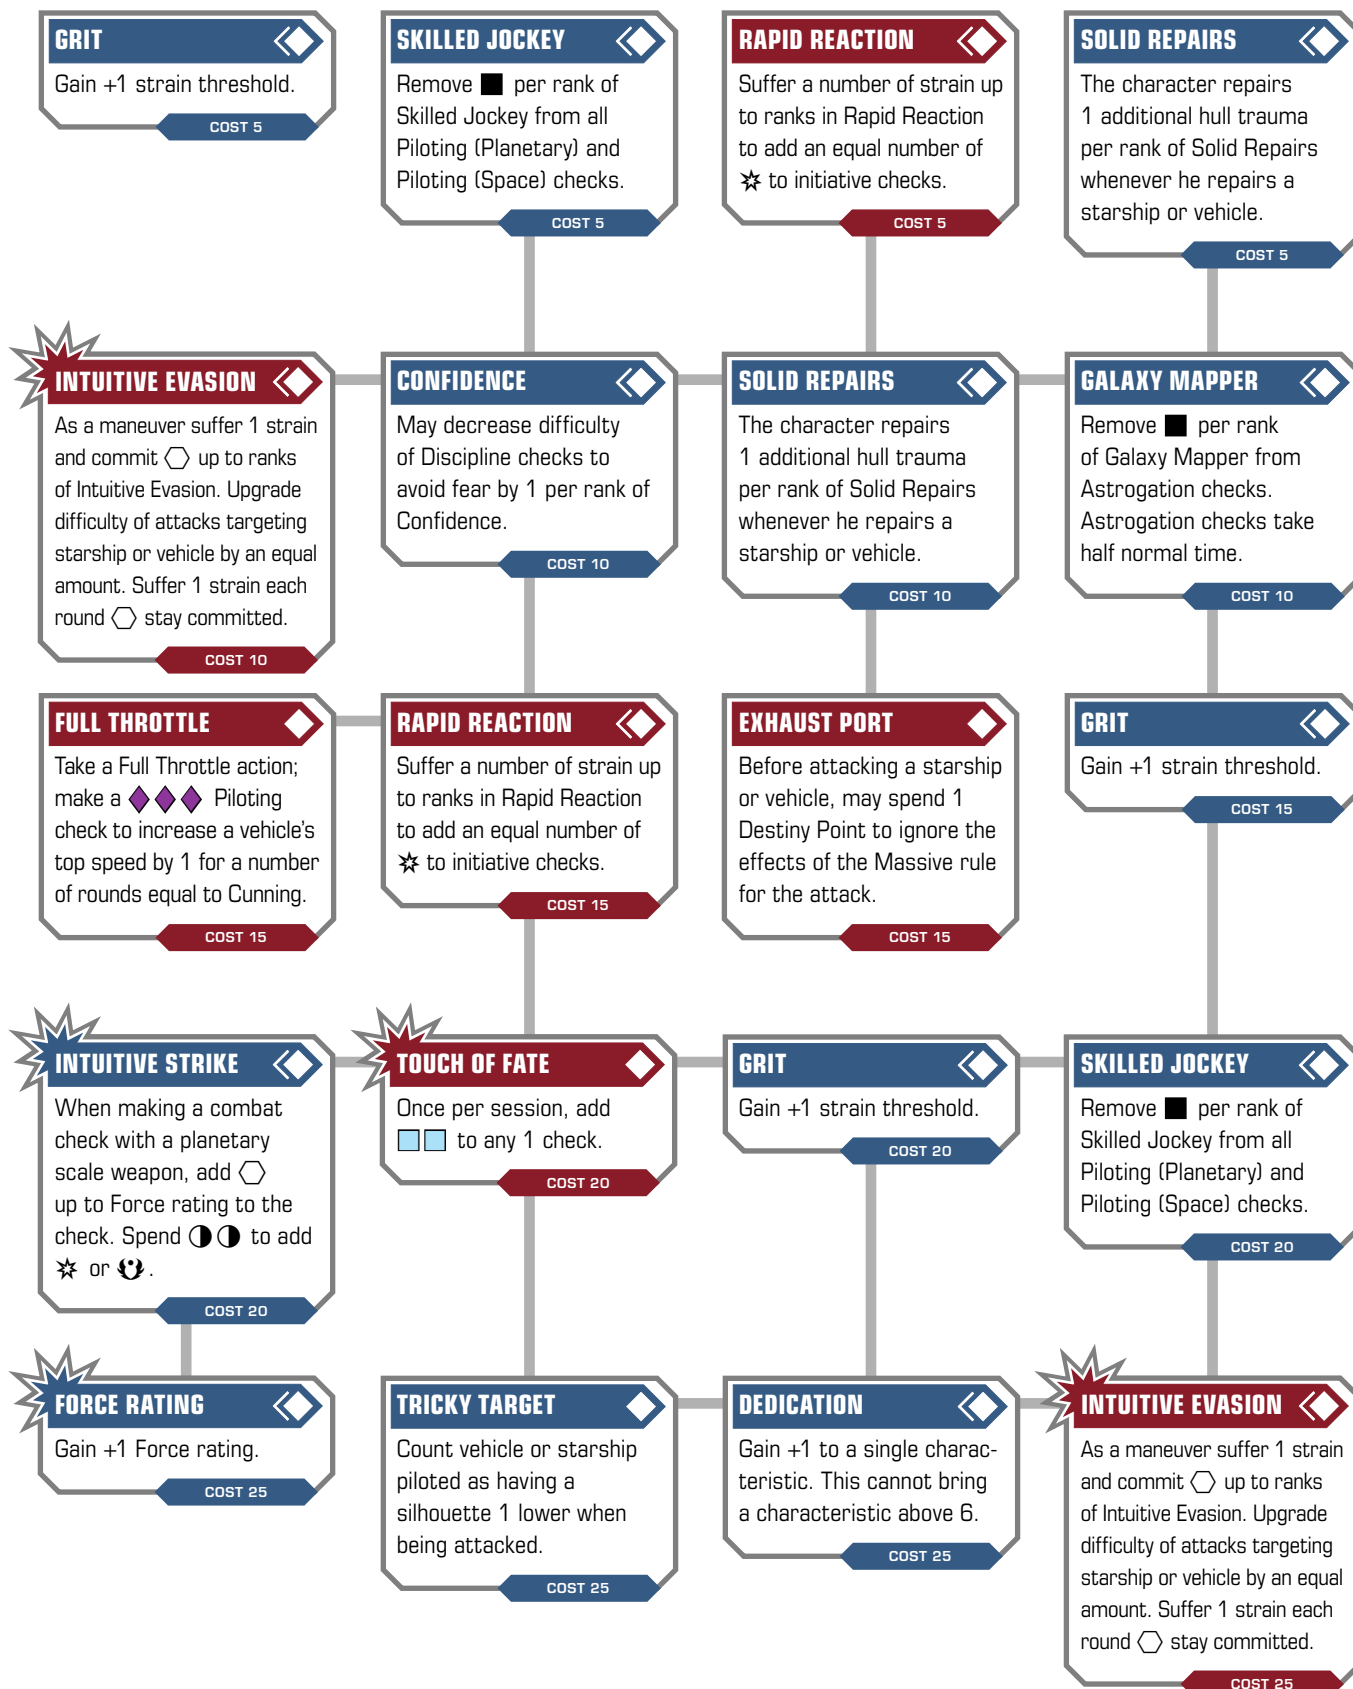 GRIT
Gain +1 strain threshold.
COST 5
SKILLED JOCKEY
Remove per rank of
Skilled Jockey from all
Piloting (Planetary) and
Piloting (Space) checks.
COST 5
RAPID REACTION
Suffer a number of strain up
to ranks in Rapid Reaction
to add an equal number of
to initiative checks.
COST 5
SOLID REPAIRS
The character repairs
1 additional hull trauma
per rank of Solid Repairs
whenever he repairs a
starship or vehicle.
COST 5
INTUITIVE EVASION
As a maneuver suffer 1 strain
and commit up to ranks
of Intuitive Evasion. Upgrade
difficulty of attacks targeting
starship or vehicle by an equal
amount. Suffer 1 strain each
round stay committed.
COST 10
CONFIDENCE
May decrease difficulty
of Discipline checks to
avoid fear by 1 per rank of
Confidence.
COST 10
SOLID REPAIRS
The character repairs
1 additional hull trauma
per rank of Solid Repairs
whenever he repairs a
starship or vehicle.
COST 10
GALAXY MAPPER
Remove per rank
of Galaxy Mapper from
Astrogation checks.
Astrogation checks take
half normal time.
COST 10
FULL THROTTLE
Take a Full Throttle action;
make a Piloting
check to increase a vehicle's
top speed by 1 for a number
of rounds equal to Cunning.
COST 15
RAPID REACTION
Suffer a number of strain up
to ranks in Rapid Reaction
to add an equal number of
to initiative checks.
COST 15
EXHAUST PORT
Before attacking a starship
or vehicle, may spend 1
Destiny Point to ignore the
effects of the Massive rule
for the attack.
COST 15
GRIT
Gain +1 strain threshold.
COST 15
INTUITIVE STRIKE
When making a combat
check with a planetary
scale weapon, add
up to Force rating to the
check. Spend to add
or .
COST 20
TOUCH OF FATE
Once per session, add
to any 1 check.
COST 20
GRIT
Gain +1 strain threshold.
COST 20
SKILLED JOCKEY
Remove per rank of
Skilled Jockey from all
Piloting (Planetary) and
Piloting (Space) checks.
COST 20
FORCE RATING
Gain +1 Force rating.
COST 25
TRICKY TARGET
Count vehicle or starship
piloted as having a
silhouette 1 lower when
being attacked.
COST 25
DEDICATION
Gain +1 to a single charac-
teristic. This cannot bring
a characteristic above 6.
COST 25
INTUITIVE EVASION
As a maneuver suffer 1 strain
and commit up to ranks
of Intuitive Evasion. Upgrade
difficulty of attacks targeting
starship or vehicle by an equal
amount. Suffer 1 strain each
round stay committed.
COST 25